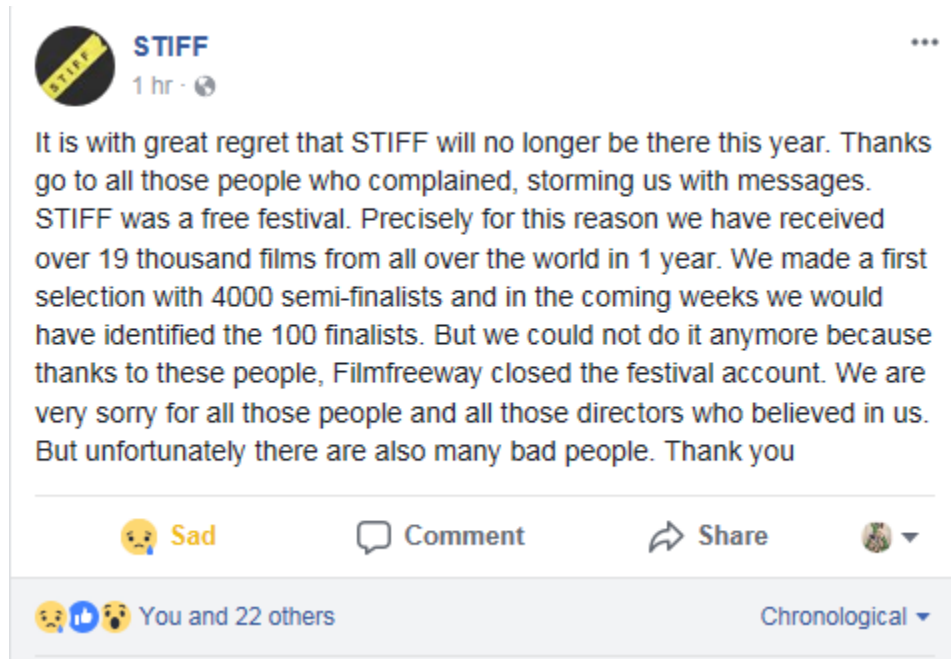 STIFF
STIFF
1 hr ·
It is with great regret that STIFF will no longer be there this year. Thanks
go to all those people who complained, storming us with messages.
STIFF was a free festival. Precisely for this reason we have received
over 19 thousand films from all over the world in 1 year. We made a first
selection with 4000 semi-finalists and in the coming weeks we would
have identified the 100 finalists. But we could not do it anymore because
thanks to these people, Filmfreeway closed the festival account. We are
very sorry for all those people and all those directors who believed in us.
But unfortunately there are also many bad people. Thank you
Sad Comment Share
You and 22 others Chronological